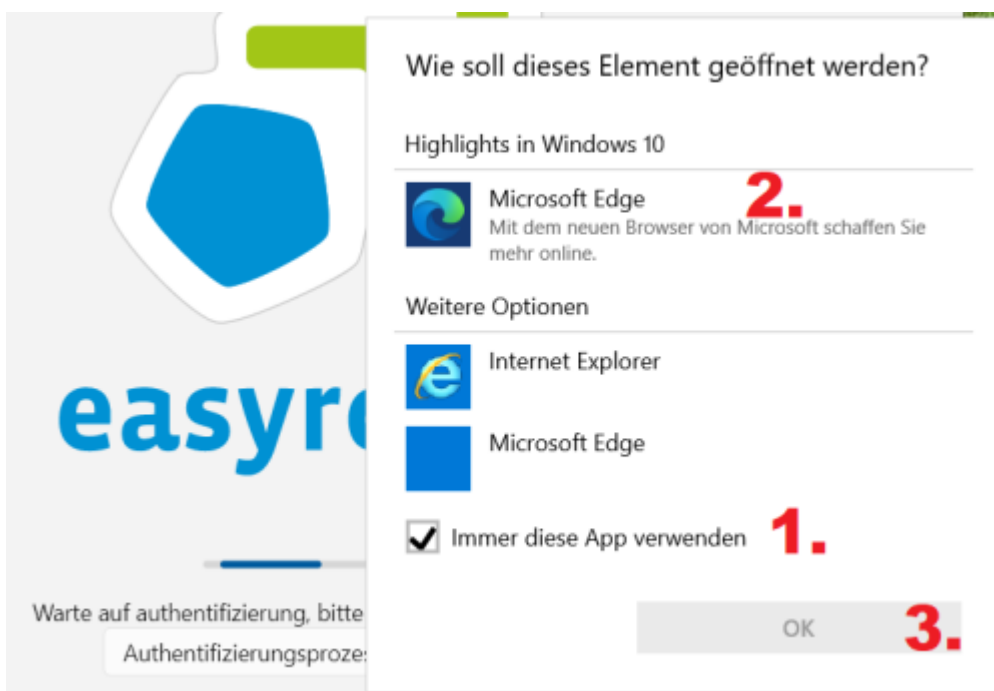 Wie soll dieses Element geöffnet werden?
Highlights in Windows 10
Microsoft Edge
2.
Mit dem neuen Browser von Microsoft schaffen Sie
mehr online.
Weitere Optionen
Internet Explorer
Microsoft Edge
Immer diese App verwenden
1.
OK
3.
easyre
Warte auf authentifizierung, bitte
Authentifizierungsproze